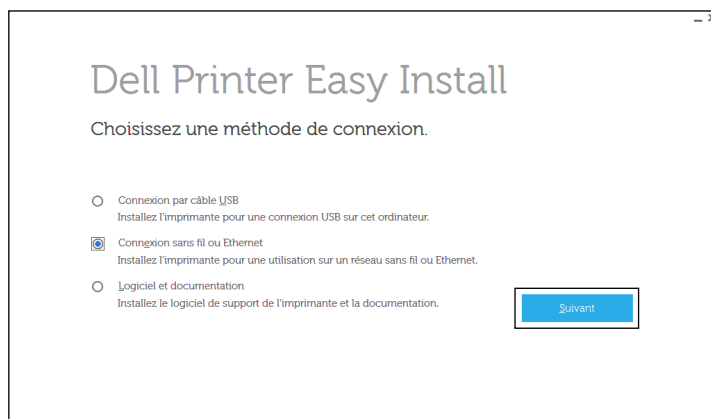 Dell Printer Easy Install
Choisissez une méthode de connexion.
Connexion par câble USB
Installez l'imprimante pour une connexion USB sur cet ordinateur.
Connexion sans fil ou Ethernet
Installez l'imprimante pour une utilisation sur un réseau sans fil ou Ethernet.
Logiciel et documentation
Installez le logiciel de support de l'imprimante et la documentation.
Suivant